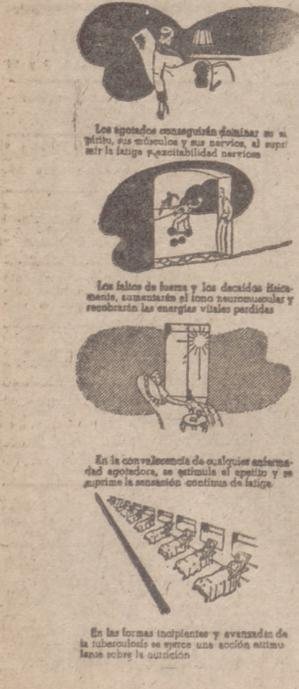 Los agotados conseguirán dominar su es
píritu, sus músculos y sus nervios, al supri
mir la fatiga y excitabilidad nerviosa
Los faltos de fuerza y los decaídos física-
mente, aumentarán el tono neuromuscular y
recobrarán las energías vitales perdidas
En la convalecencia de cualquier enferme-
dad agotadora, se estimula el apetito y se
suprime la sensación continua de fatiga
En las formas incipientes y avanzadas de
la tuberculosis se ejerce una acción estimu
lante sobre la nutrición